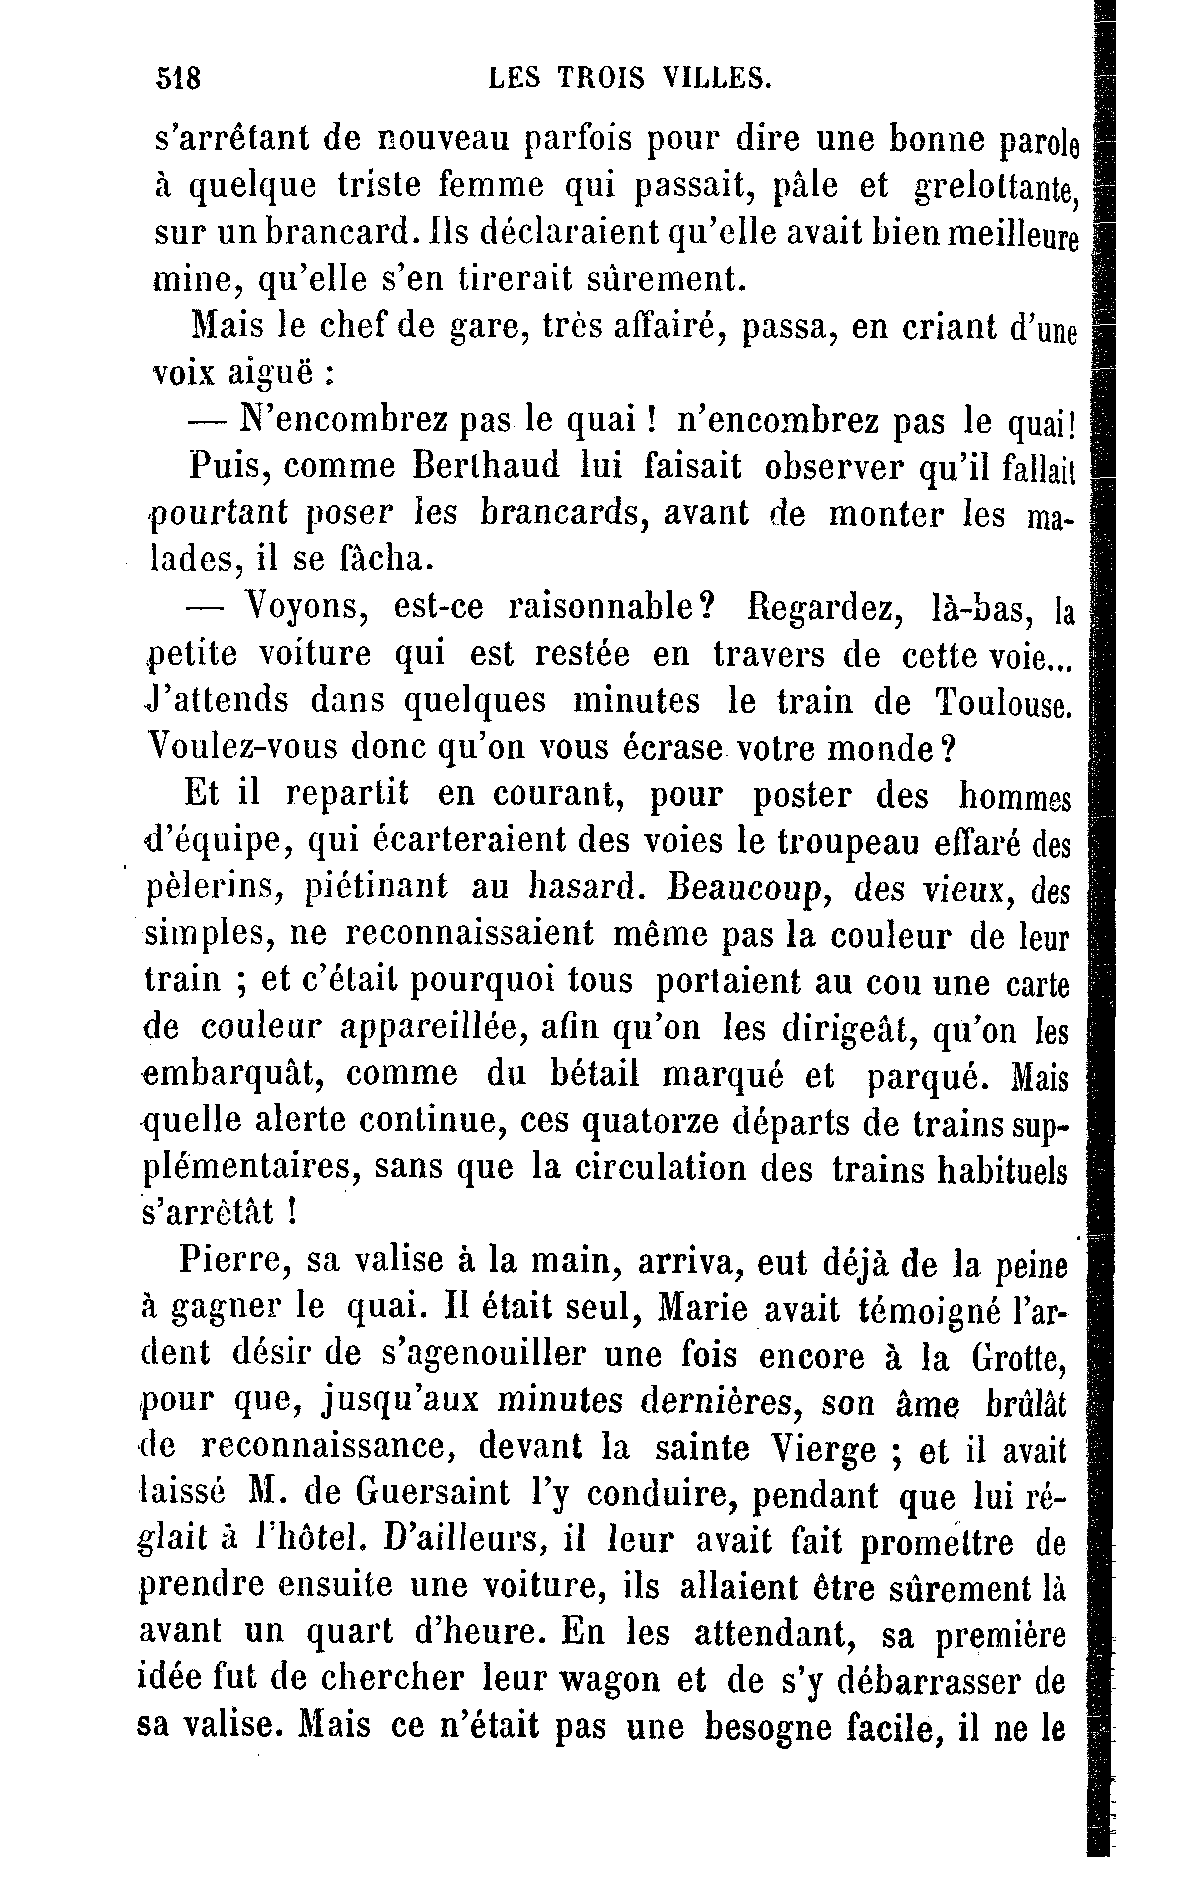 518 LES TROIS VILLES.
s'arrêtant de nouveau parfois pour dire une bonne parole
à quelque triste femme qui passait, pâle et grelottante,
sur un brancard. Ils déclaraient qu'elle avait bien meilleure
mine, qu'elle s'en tirerait sûrement.
Mais le chef de gare, très affairé, passa, en criant d'une
voix aiguë :
— N'encombrez pas le quai ! n'encombrez pas le quai!
Puis, comme Berthaud lui faisait observer qu'il fallait
pourtant poser les brancards, avant de monter les ma-
lades, il se fâcha.
— Voyons, est-ce raisonnable? Regardez, là-bas, la
petite voiture qui est restée en travers de cette voie...
J'attends dans quelques minutes le train de Toulouse.
Voulez-vous donc qu'on vous écrase votre monde?
Et il repartit en courant, pour poster des hommes
d'équipe, qui écarteraient des voies le troupeau effaré des
pèlerins, piétinant au hasard. Beaucoup, des vieux, des
simples, ne reconnaissaient même pas la couleur de leur
train ; et c'était pourquoi tous portaient au cou une carte
de couleur appareillée, afin qu'on les dirigeât, qu'on les
embarquât, comme du bétail marqué et parqué. Mais
quelle alerte continue, ces quatorze départs de trains sup-
plémentaires, sans que la circulation des trains habituels
s'arrêtât !
Pierre, sa valise à la main, arriva, eut déjà de la peine
à gagner le quai. Il était seul, Marie avait témoigné l'ar-
dent désir de s'agenouiller une fois encore à la Grotte,
pour que, jusqu'aux minutes dernières, son âme brûlât
de reconnaissance, devant la sainte Vierge ; et il avait
laissé M. de Guersaint l'y conduire, pendant que lui ré-
glait à l'hôtel. D'ailleurs, il leur avait fait promettre de
prendre ensuite une voiture, ils allaient être sûrement là
avant un quart d'heure. En les attendant, sa première
idée fut de chercher leur wagon et de s'y débarrasser de
sa valise. Mais ce n'était pas une besogne facile, il ne le